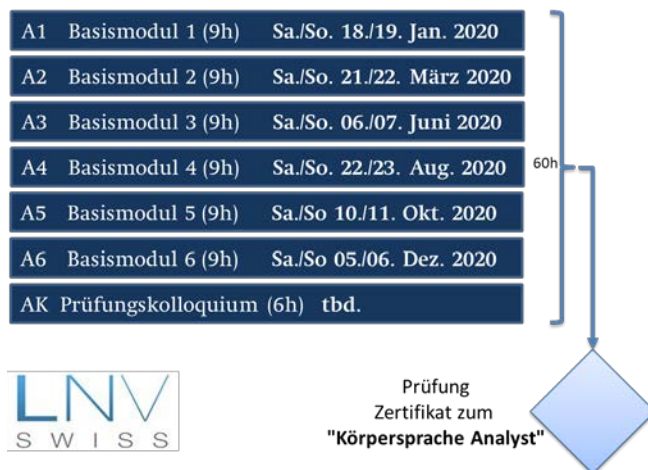 A1 Basismodul 1 (9h) Sa./So. 18./19. Jan. 2020
A2 Basismodul 2 (9h) Sa./So. 21./22. März 2020
A3 Basismodul 3 (9h) Sa./So. 06./07. Juni 2020
A4 Basismodul 4 (9h) Sa./So. 22./23. Aug. 2020
60h
A5 Basismodul 5 (9h) Sa./So 10./11. Okt. 2020
A6 Basismodul 6 (9h) Sa./So 05./06. Dez. 2020
AK Prüfungskolloquium (6h) tbd.
LNV
SWISS
Prüfung
Zertifikat zum
"Körpersprache Analyst"